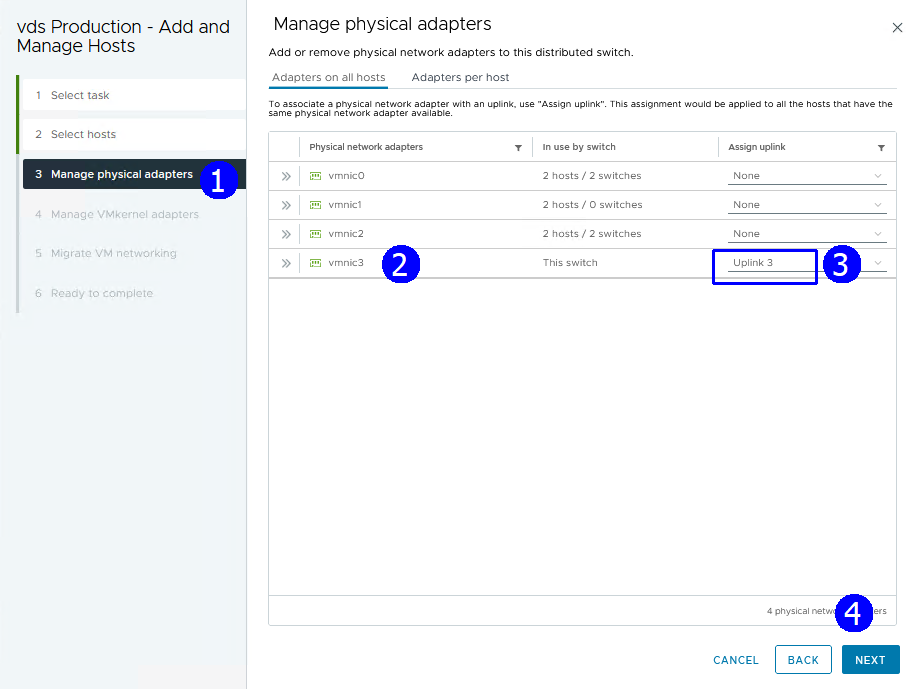 vds Production - Add and
Manage Hosts
1 Select task
2 Select hosts
3 Manage physical adapters
1
4 Manage VMkernel adapters
5 Migrate VM networking
6 Ready to complete
Manage physical adapters
Add or remove physical network adapters to this distributed switch.
Adapters on all hosts Adapters per host
To associate a physical network adapter with an uplink, use "Assign uplink". This assignment would be applied to all the hosts that have the
same physical network adapter available.
Physical network adapters In use by switch Assign uplink
vmnic0 2 hosts / 2 switches None
vmnic1 2 hosts / 0 switches None
vmnic2 2 hosts / 2 switches None
vmnic3 2 This switch Uplink 3 3
4 physical 4
CANCEL BACK NEXT